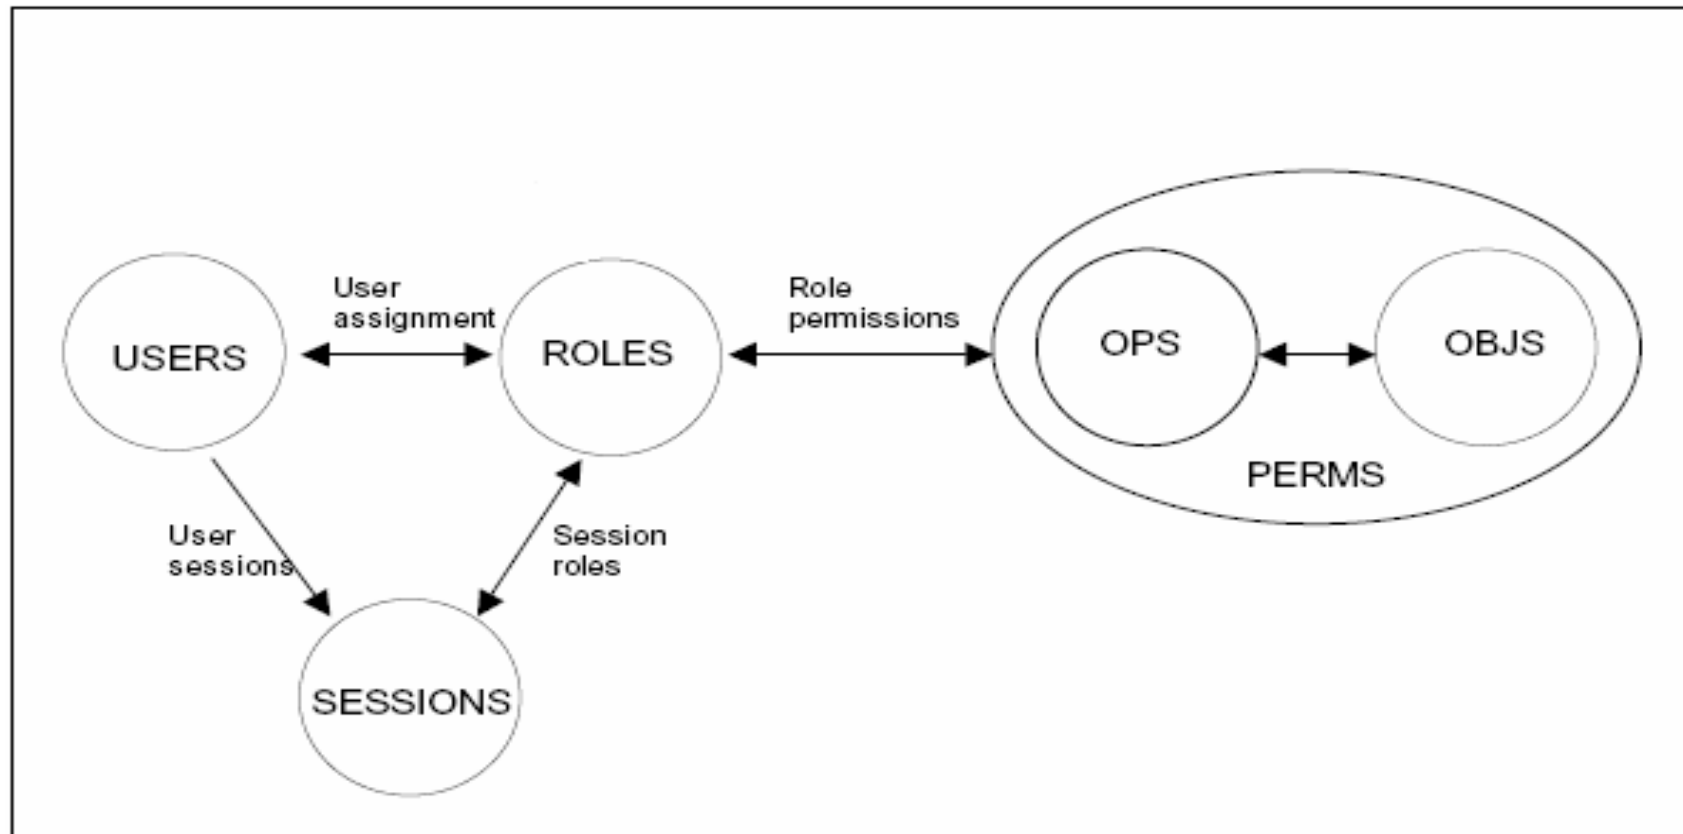 User
assignment
Role
permissions
USERS
ROLES
OPS
OBJS
PERMS
User
sessions
Session
roles
SESSIONS